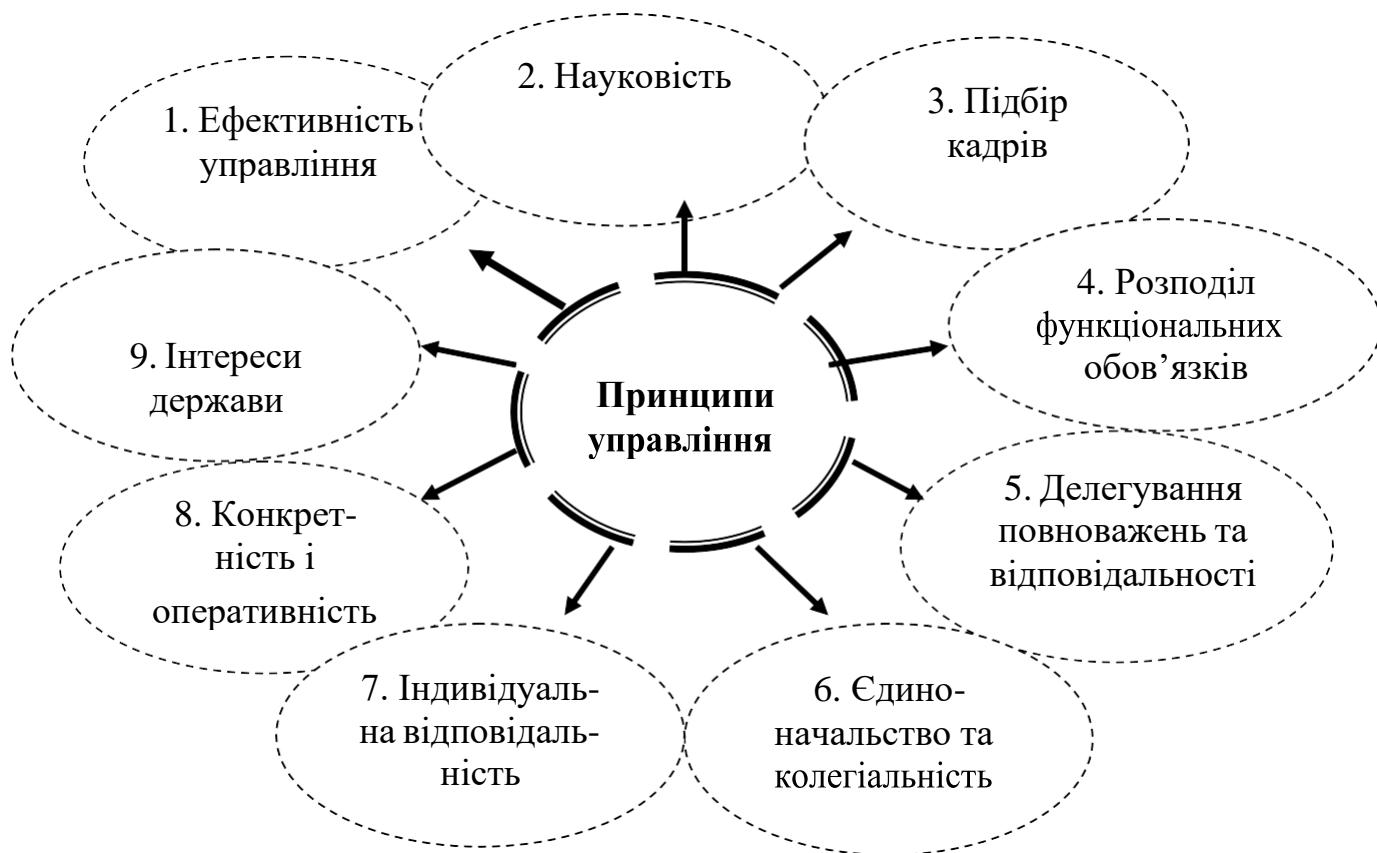 1. Ефективність
управління
2. Науковість
3. Підбір
кадрів
4. Розподіл
функціональних
обов’язків
5. Делегування
повноважень та
відповідальності
6. Єдино-
начальство та
колегіальність
7. Індивідуаль-
на відповідаль-
ність
8. Конкрет-
ність і
оперативність
9. Інтереси
держави
Принципи
управління